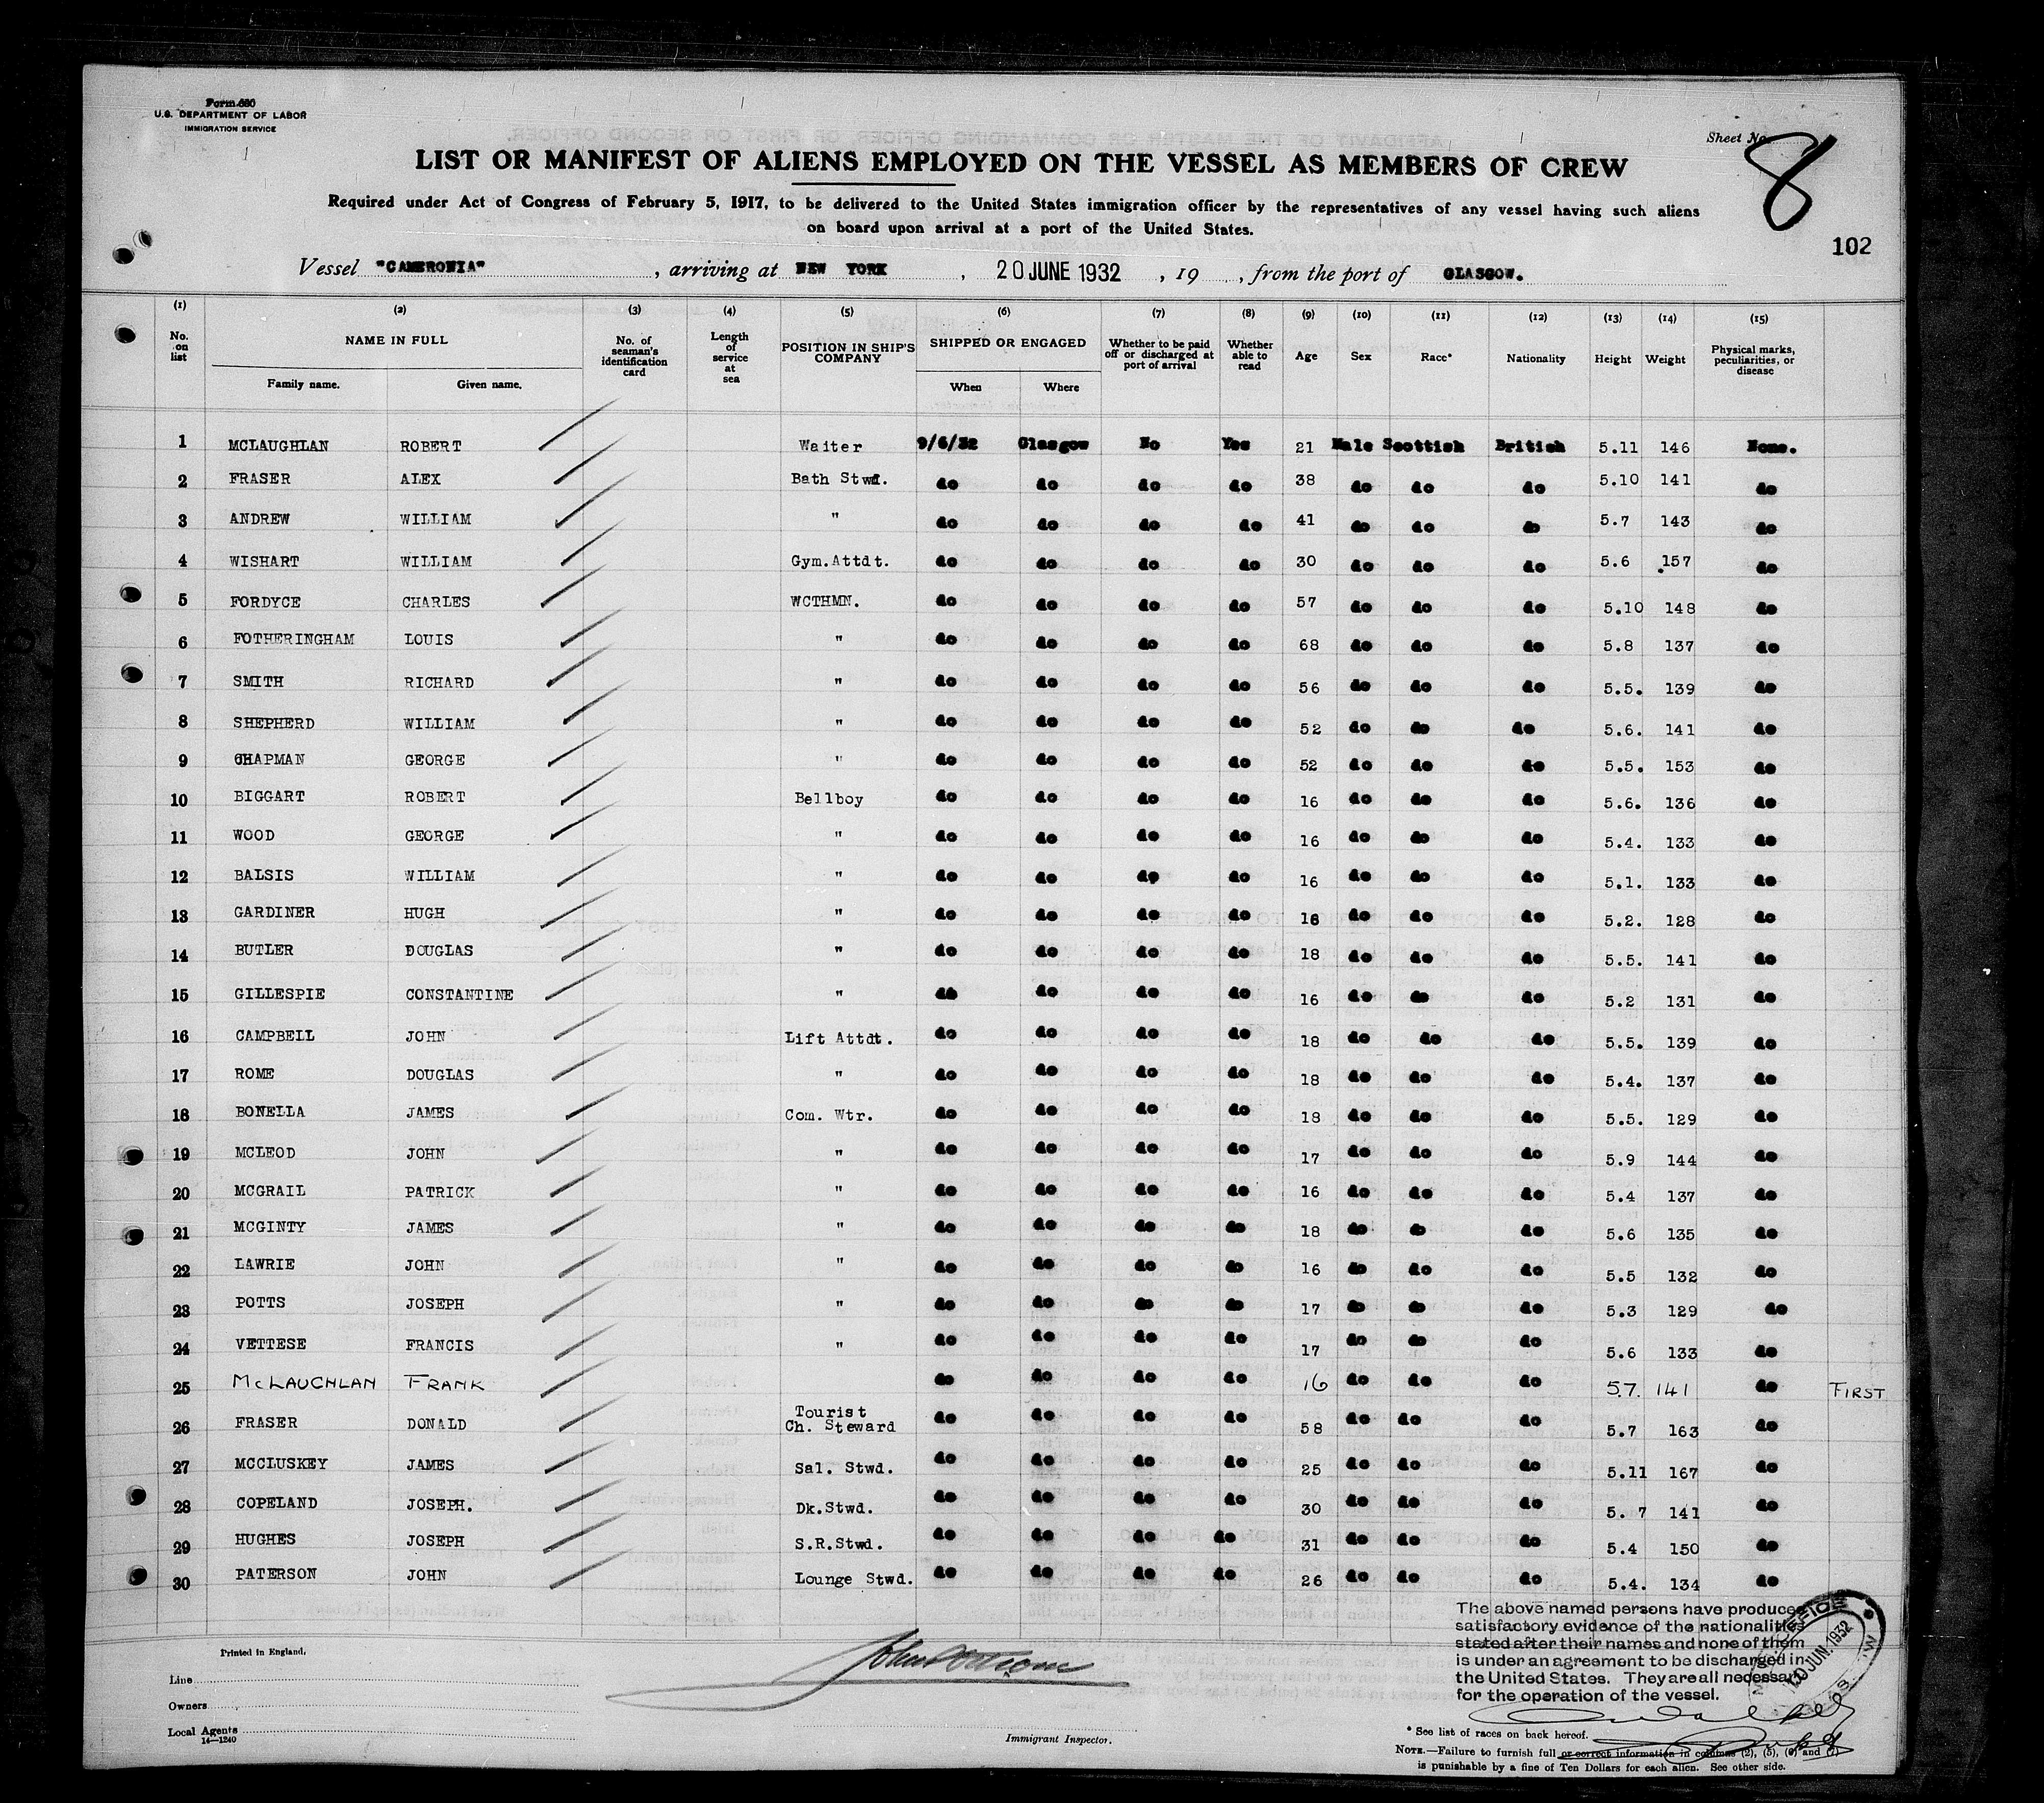 Form 680
U.S. DEPARTMENT OF LABOR
IMMIGRATION SERVICE
Sheet No. 8
LIST OR MANIFEST OF ALIENS EMPLOYED ON THE VESSEL AS MEMBERS OF CREW
Required under Act of Congress of February 5, 1917, to be delivered to the United States immigration officer by the representatives of any vessel having such aliens
on board upon arrival at a port of the United States.
102
Vessel "CAMERONIA", arriving at NEW YORK, 20 JUNE 1932, 19 , from the port of GLASGOW.
(1) (2) (3) (4) (5) (6) (7) (8) (9) (10) (11) (12) (13) (14) (15)
No. on list NAME IN FULL Family name. Given name. No. of seaman's identification card Length of service at sea POSITION IN SHIP'S COMPANY SHIPPED OR ENGAGED When Where Whether to be paid off or discharged at port of arrival Whether able to read Age Sex Race* Nationality Height Weight Physical marks, peculiarities, or disease
1 MCLAUGHLAN ROBERT Waiter 9/6/32 Glasgow No Yes 21 Male Scottish British 5.11 146 None.
2 FRASER ALEX Bath Stwd. do do do do 38 do do do 5.10 141 do
3 ANDREW WILLIAM " do do do do 41 do do do 5.7 143 do
4 WISHART WILLIAM Gym.Attdt. do do do do 30 do do do 5.6 157 do
5 FORDYCE CHARLES WCTHMN. do do do do 57 do do do 5.10 148 do
6 FOTHERINGHAM LOUIS " do do do do 68 do do do 5.8 137 do
7 SMITH RICHARD " do do do do 56 do do do 5.5. 139 do
8 SHEPHERD WILLIAM " do do do do 52 do do do 5.6. 141 do
9 CHAPMAN GEORGE " do do do do 52 do do do 5.5. 153 do
10 BIGGART ROBERT Bellboy do do do do 16 do do do 5.6. 136 do
11 WOOD GEORGE " do do do do 16 do do do 5.4. 133 do
12 BALSIS WILLIAM " do do do do 16 do do do 5.1. 133 do
13 GARDINER HUGH " do do do do 16 do do do 5.2. 128 do
14 BUTLER DOUGLAS " do do do do 18 do do do 5.5. 141 do
15 GILLESPIE CONSTANTINE " do do do do 16 do do do 5.2 131 do
16 CAMPBELL JOHN Lift Attdt. do do do do 18 do do do 5.5. 139 do
17 ROME DOUGLAS " do do do do 18 do do do 5.4. 137 do
18 BONELLA JAMES Com. Wtr. do do do do 18 do do do 5.5. 129 do
19 MCLEOD JOHN " do do do do 17 do do do 5.9 144 do
20 MCGRAIL PATRICK " do do do do 16 do do do 5.4 137 do
21 MCGINTY JAMES " do do do do 18 do do do 5.6 135 do
22 LAWRIE JOHN " do do do do 16 do do do 5.5 132 do
23 POTTS JOSEPH " do do do do 17 do do do 5.3 129 do
24 VETTESE FRANCIS " do do do do 17 do do do 5.6 133 do
25 McLAUCHLAN FRANK do do do do 16 do do do 5.7. 141 do FIRST
26 FRASER DONALD Tourist Ch. Steward do do do do 58 do do do 5.7 163 do
27 MCCLUSKEY JAMES Sal. Stwd. do do do do 25 do do do 5.11 167 do
28 COPELAND JOSEPH. Dk.Stwd. do do do do 30 do do do 5. 7 141 do
29 HUGHES JOSEPH S.R.Stwd. do do do do 31 do do do 5.4 150 do
30 PATERSON JOHN Lounge Stwd. do do do do 26 do do do 5.4. 134 do
The above named persons have produced
satisfactory evidence of the nationalities
stated after their names and none of them
is under an agreement to be discharged in
the United States. They are all necessary
for the operation of the vessel.
OFFICE
JUN. 1932
Printed in England.
Line
Owners
Local Agents
14—1240
Immigrant Inspector.
* See list of races on back hereof.
NOTE.—Failure to furnish full or correct information in columns (2), (5), (6) and (7)
is punishable by a fine of Ten Dollars for each alien. See other side.